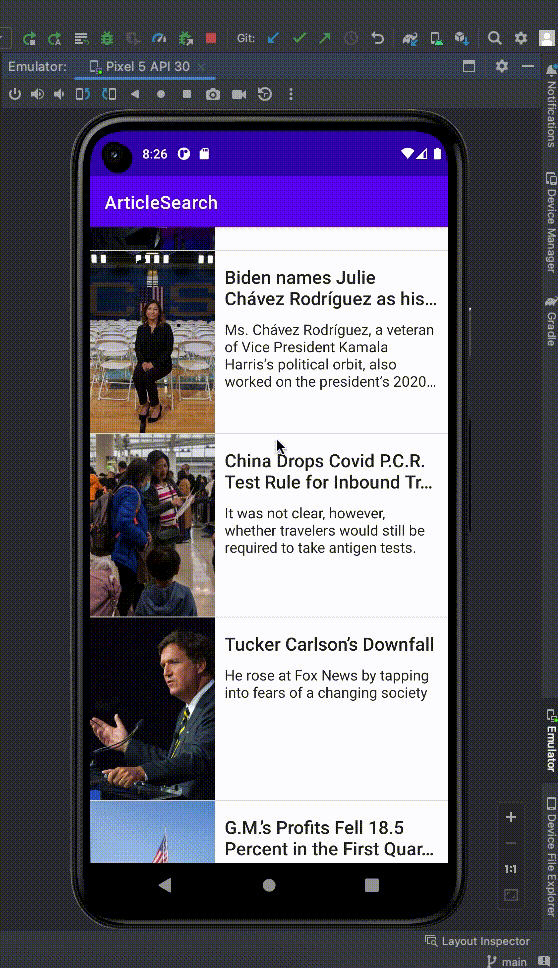 Git:
Emulator:
Pixel 5 API 30
Notifications
Device Manager
Gradle
8:26
ArticleSearch
Biden names Julie
Chávez Rodríguez as his...
Ms. Chávez Rodríguez, a veteran
of Vice President Kamala
Harris's political orbit, also
worked on the president's 2020...
China Drops Covid P.C.R.
Test Rule for Inbound Tr...
It was not clear, however,
whether travelers would still be
required to take antigen tests.
Tucker Carlson's Downfall
He rose at Fox News by tapping
into fears of a changing society
G.M.'s Profits Fell 18.5
Percent in the First Quar...
Emulator
Device File Explorer
1:1
Layout Inspector
main